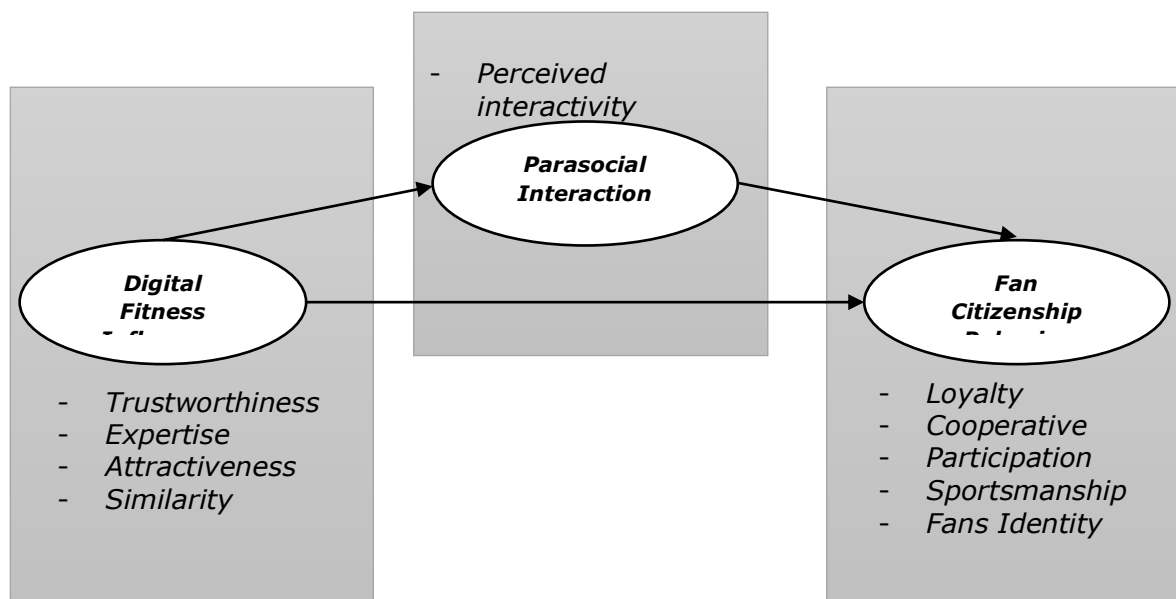 - Perceived
interactivity
Parasocial
Interaction
Digital
Fitness
- Trustworthiness
- Expertise
- Attractiveness
- Similarity
Fan
Citizenship
- Loyalty
- Cooperative
- Participation
- Sportsmanship
- Fans Identity